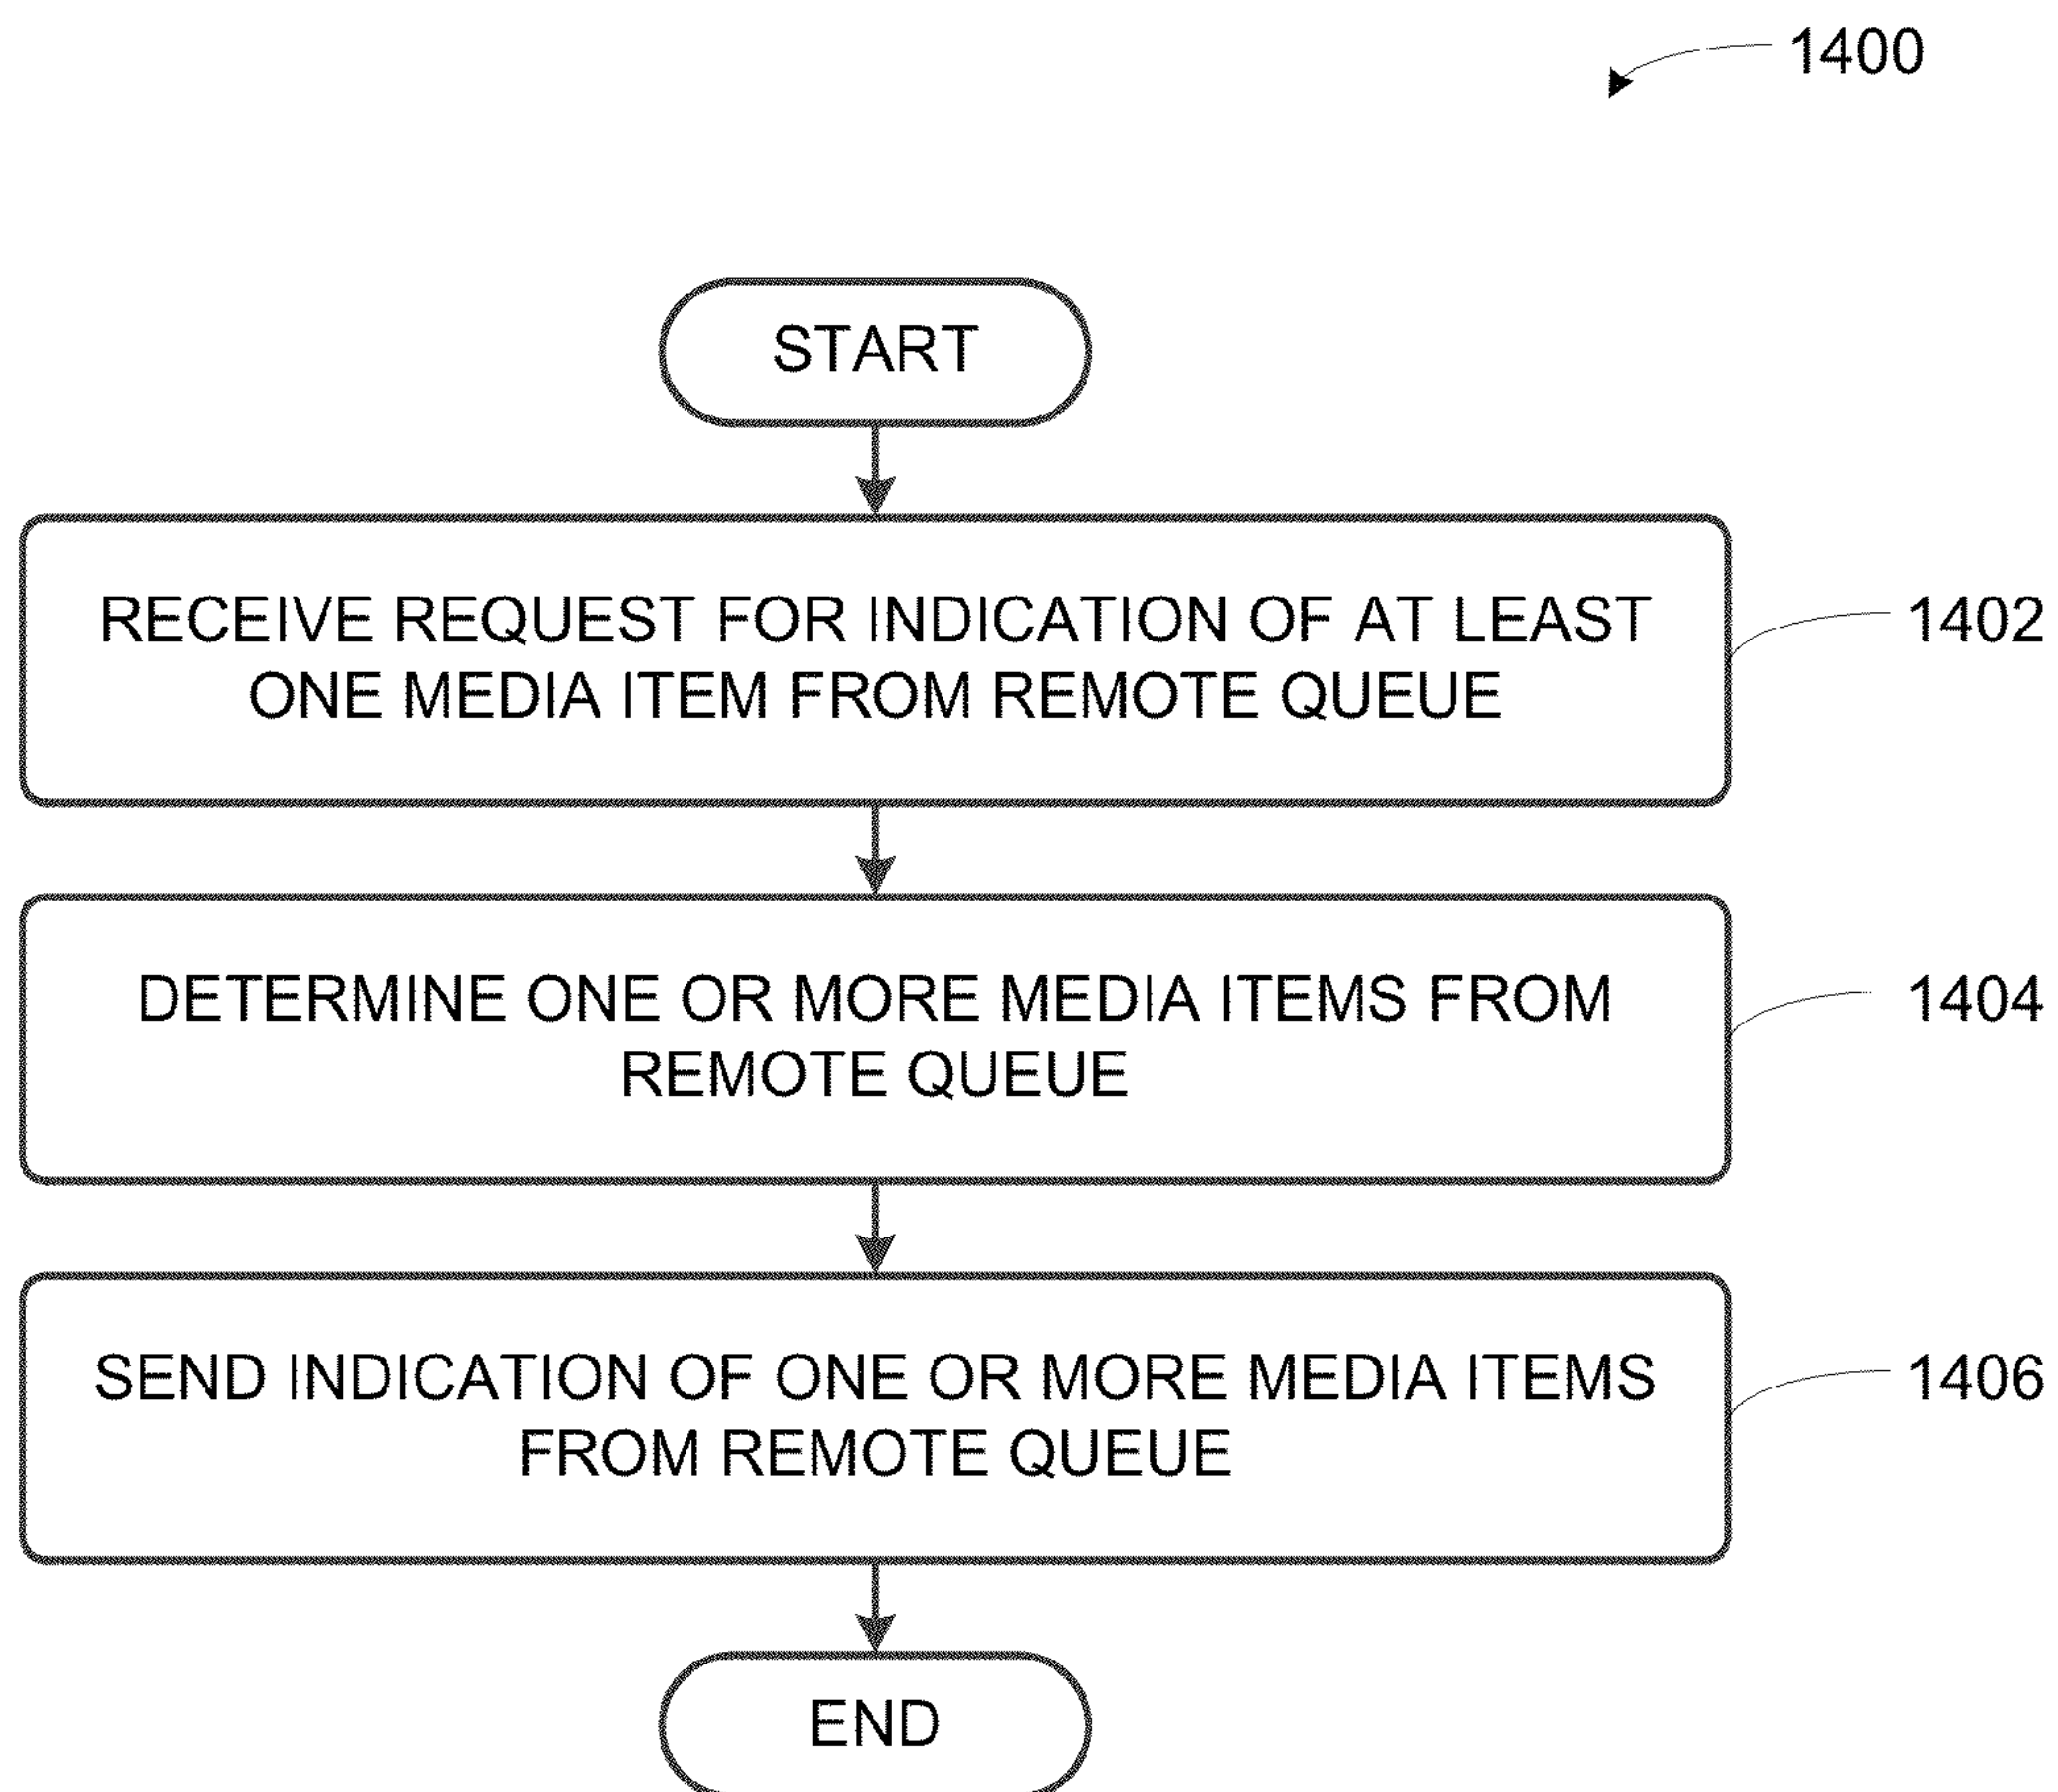 1400
START
RECEIVE REQUEST FOR INDICATION OF AT LEAST
ONE MEDIA ITEM FROM REMOTE QUEUE
1402
DETERMINE ONE OR MORE MEDIA ITEMS FROM
REMOTE QUEUE
1404
SEND INDICATION OF ONE OR MORE MEDIA ITEMS
FROM REMOTE QUEUE
1406
END